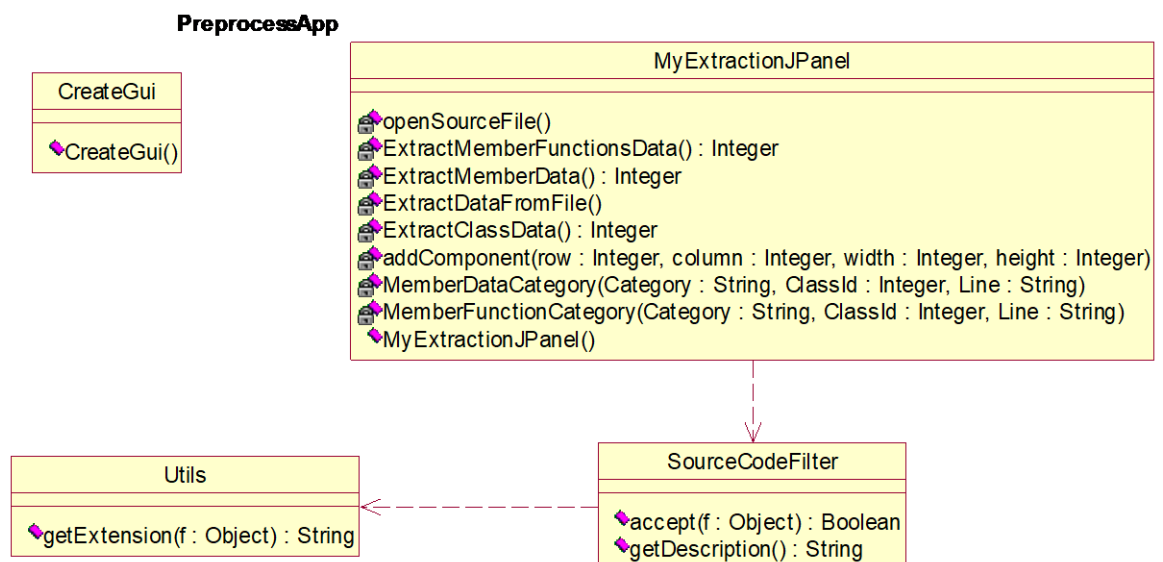 PreprocessApp
CreateGui
CreateGui()
MyExtractionJPanel
openSourceFile()
ExtractMemberFunctionsData() : Integer
ExtractMemberData() : Integer
ExtractDataFromFile()
ExtractClassData() : Integer
addComponent(row : Integer, column : Integer, width : Integer, height : Integer)
MemberDataCategory(Category : String, ClassId : Integer, Line : String)
MemberFunctionCategory(Category : String, ClassId : Integer, Line : String)
MyExtractionJPanel()
Utils
getExtension(f : Object) : String
SourceCodeFilter
accept(f : Object) : Boolean
getDescription() : String